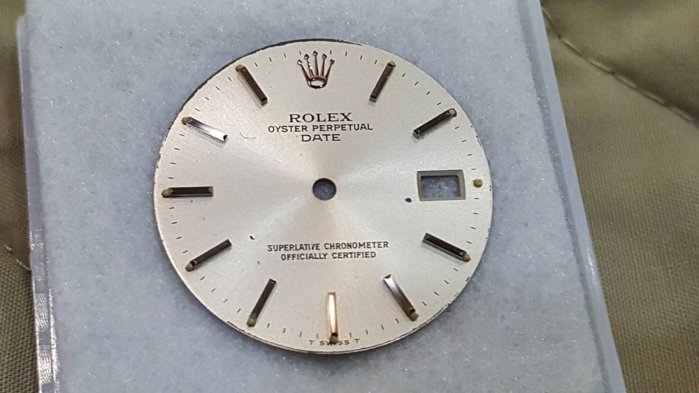 ROLEX
OYSTER PERPETUAL
DATE
SUPERLATIVE CHRONOMETER
OFFICIALLY CERTIFIED
T SWISS T